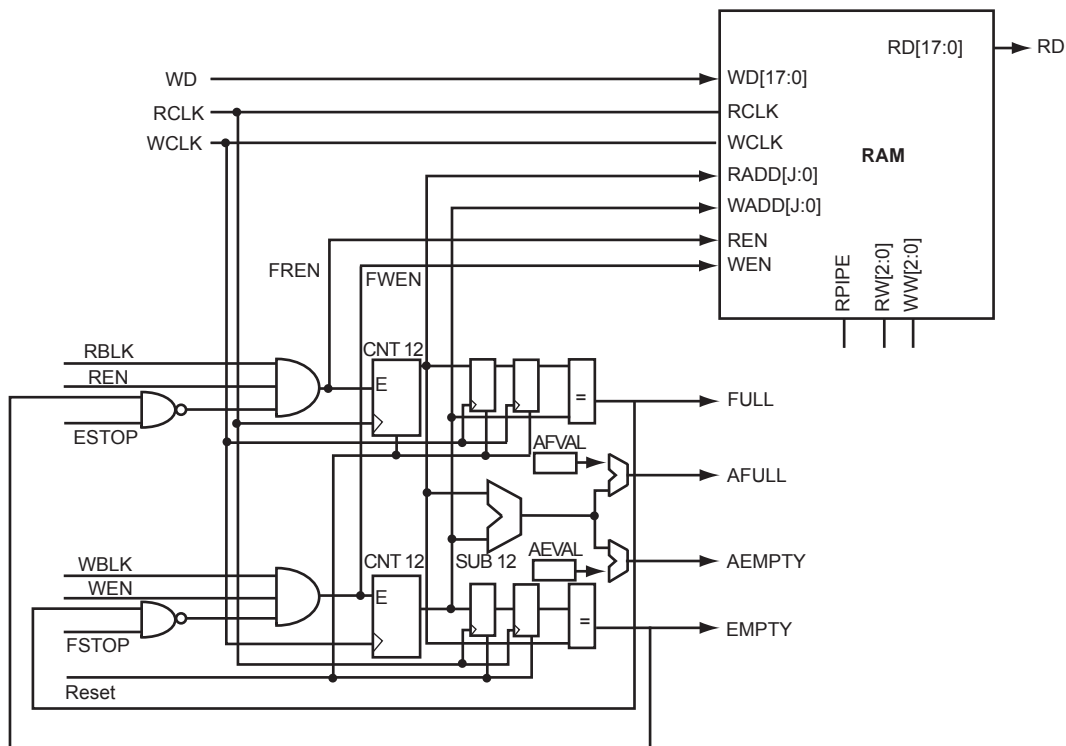 RD[17:0]
RD
WD
WD[17:0]
RCLK
RCLK
WCLK
WCLK
RAM
RADD[J:0]
WADD[J:0]
REN
FREN
FWEN
WEN
RPIPE
RW[2:0]
WW[2:0]
RBLK
CNT 12
REN
E
=
FULL
ESTOP
AFVAL
AFULL
WBLK
CNT 12
SUB 12
AEVAL
AEMPTY
WEN
E
FSTOP
=
EMPTY
Reset